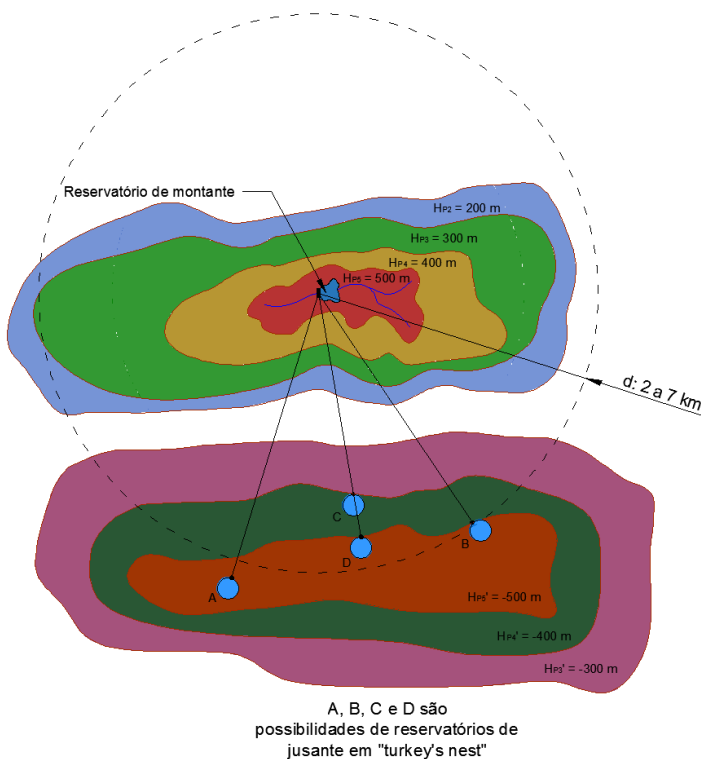 Reservatório de montante
HP2 = 200 m
HP3 = 300 m
HP4 = 400 m
HP5 = 500 m
d: 2 a 7 km
C
B
D
A
HP5' = -500 m
HP4' = -400 m
HP3' = -300 m
A, B, C e D são
possibilidades de reservatórios de
jusante em "turkey's nest"